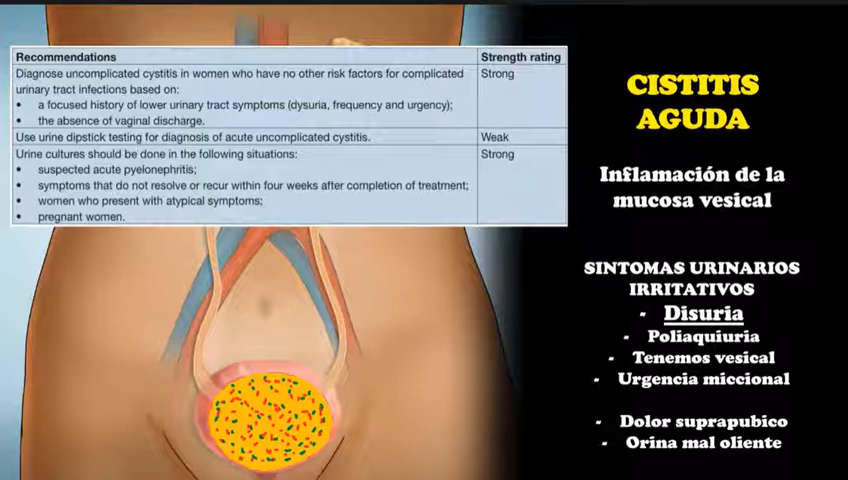 Recommendations Strength rating
Diagnose uncomplicated cystitis in women who have no other risk factors for complicated Strong
urinary tract infections based on:
• a focused history of lower urinary tract symptoms (dysuria, frequency and urgency);
• the absence of vaginal discharge.
Use urine dipstick testing for diagnosis of acute uncomplicated cystitis. Weak
Urine cultures should be done in the following situations: Strong
• suspected acute pyelonephritis;
• symptoms that do not resolve or recur within four weeks after completion of treatment;
• women who present with atypical symptoms;
• pregnant women.
CISTITIS
AGUDA
Inflamación de la
mucosa vesical
SINTOMAS URINARIOS
IRRITATIVOS
- Disuria
- Poliaquiuria
- Tenemos vesical
- Urgencia miccional
- Dolor suprapubico
- Orina mal oliente